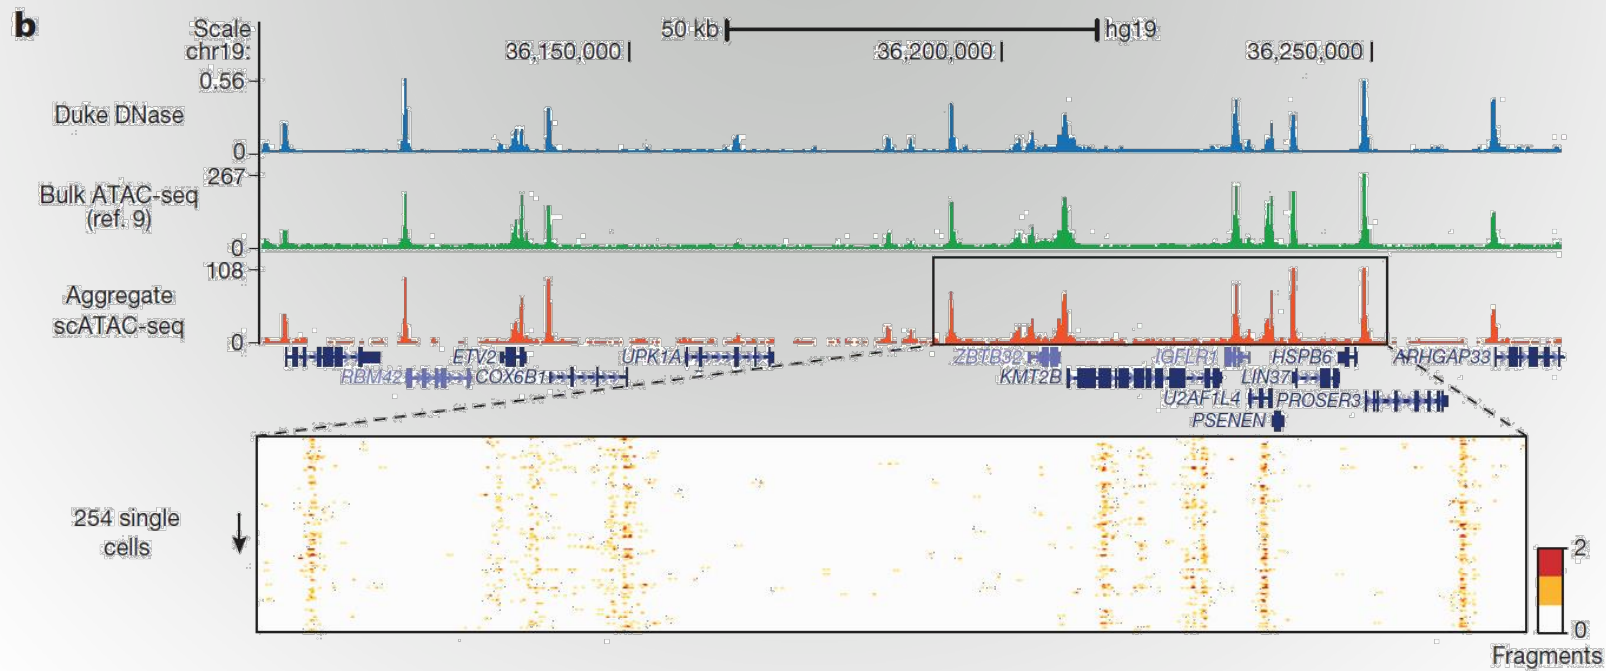 b
Scale
50 kb
hg19
chr19:
36,150,000
36,200,000
36,250,000
0.56
Duke DNase
0
267
Bulk ATAC-seq
(ref. 9)
0
108
Aggregate
scATAC-seq
0
ETV2
UPK1A
ZBTB32
IGFLR1
HSPB6
ARHGAP33
RBM42
COX6B1
KMT2B
LIN37
U2AF1L4
PROSER3
PSENEN
254 single
cells
2
0
Fragments